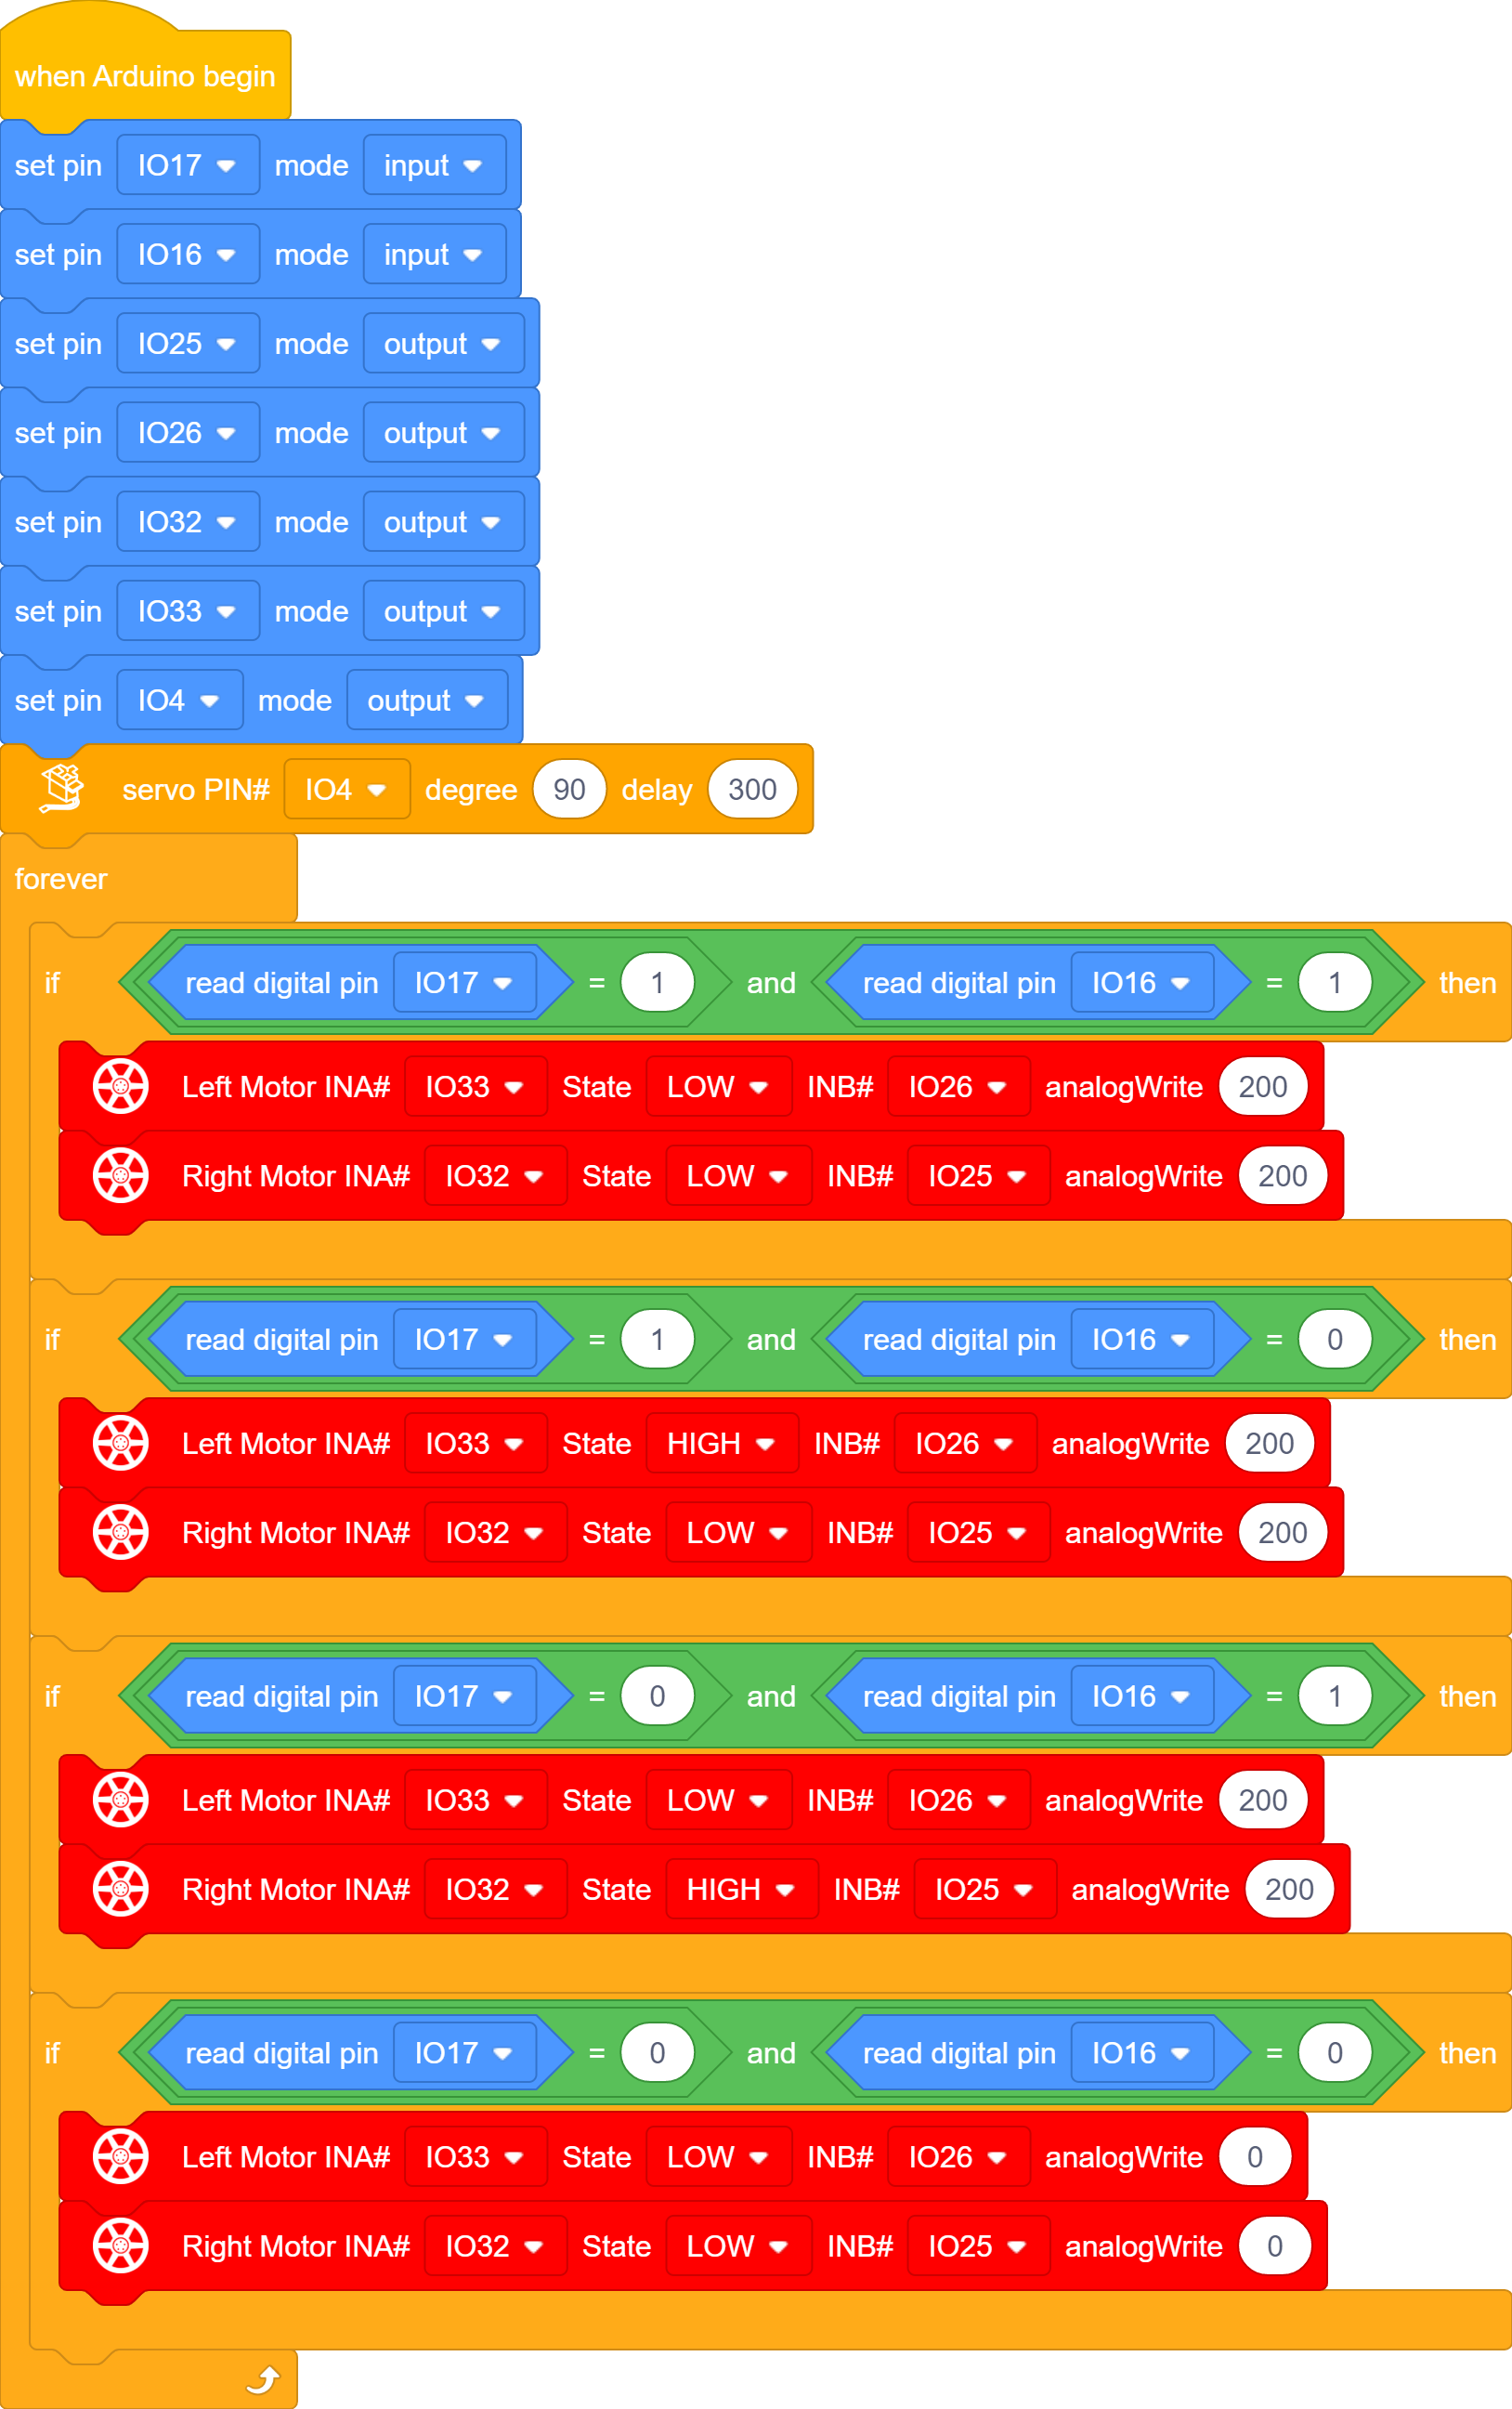 when Arduino begin
set pin IO17 mode input
set pin IO16 mode input
set pin IO25 mode output
set pin IO26 mode output
set pin IO32 mode output
set pin IO33 mode output
set pin IO4 mode output
servo PIN# IO4 degree 90 delay 300
forever
if read digital pin IO17 = 1 and read digital pin IO16 = 1 then
Left Motor INA# IO33 State LOW INB# IO26 analogWrite 200
Right Motor INA# IO32 State LOW INB# IO25 analogWrite 200
if read digital pin IO17 = 1 and read digital pin IO16 = 0 then
Left Motor INA# IO33 State HIGH INB# IO26 analogWrite 200
Right Motor INA# IO32 State LOW INB# IO25 analogWrite 200
if read digital pin IO17 = 0 and read digital pin IO16 = 1 then
Left Motor INA# IO33 State LOW INB# IO26 analogWrite 200
Right Motor INA# IO32 State HIGH INB# IO25 analogWrite 200
if read digital pin IO17 = 0 and read digital pin IO16 = 0 then
Left Motor INA# IO33 State LOW INB# IO26 analogWrite 0
Right Motor INA# IO32 State LOW INB# IO25 analogWrite 0